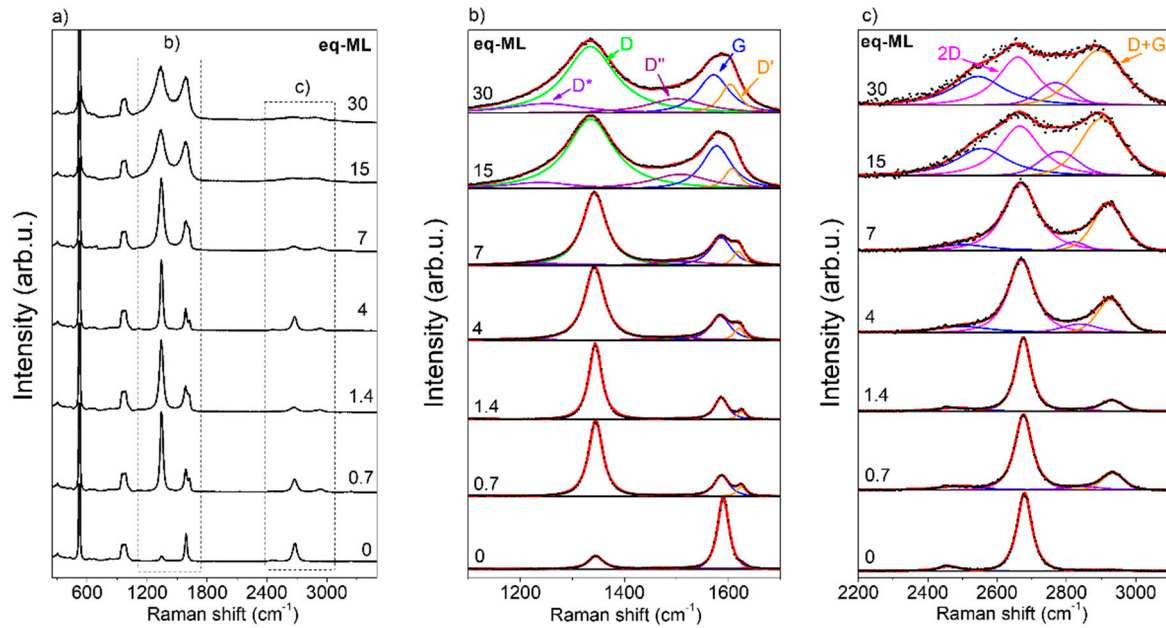 a)
b)
eq-ML
c)
30
15
7
4
1.4
0.7
0
Intensity (arb.u.)
600 1200 1800 2400 3000
Raman shift (cm-1)
b)
eq-ML
D
G
D'
D"
D*
30
15
7
4
1.4
0.7
0
Intensity (arb.u.)
1200 1400 1600
Raman shift (cm-1)
c)
eq-ML
2D
D+G
30
15
7
4
1.4
0.7
0
Intensity (arb.u.)
2200 2400 2600 2800 3000
Raman shift (cm-1)